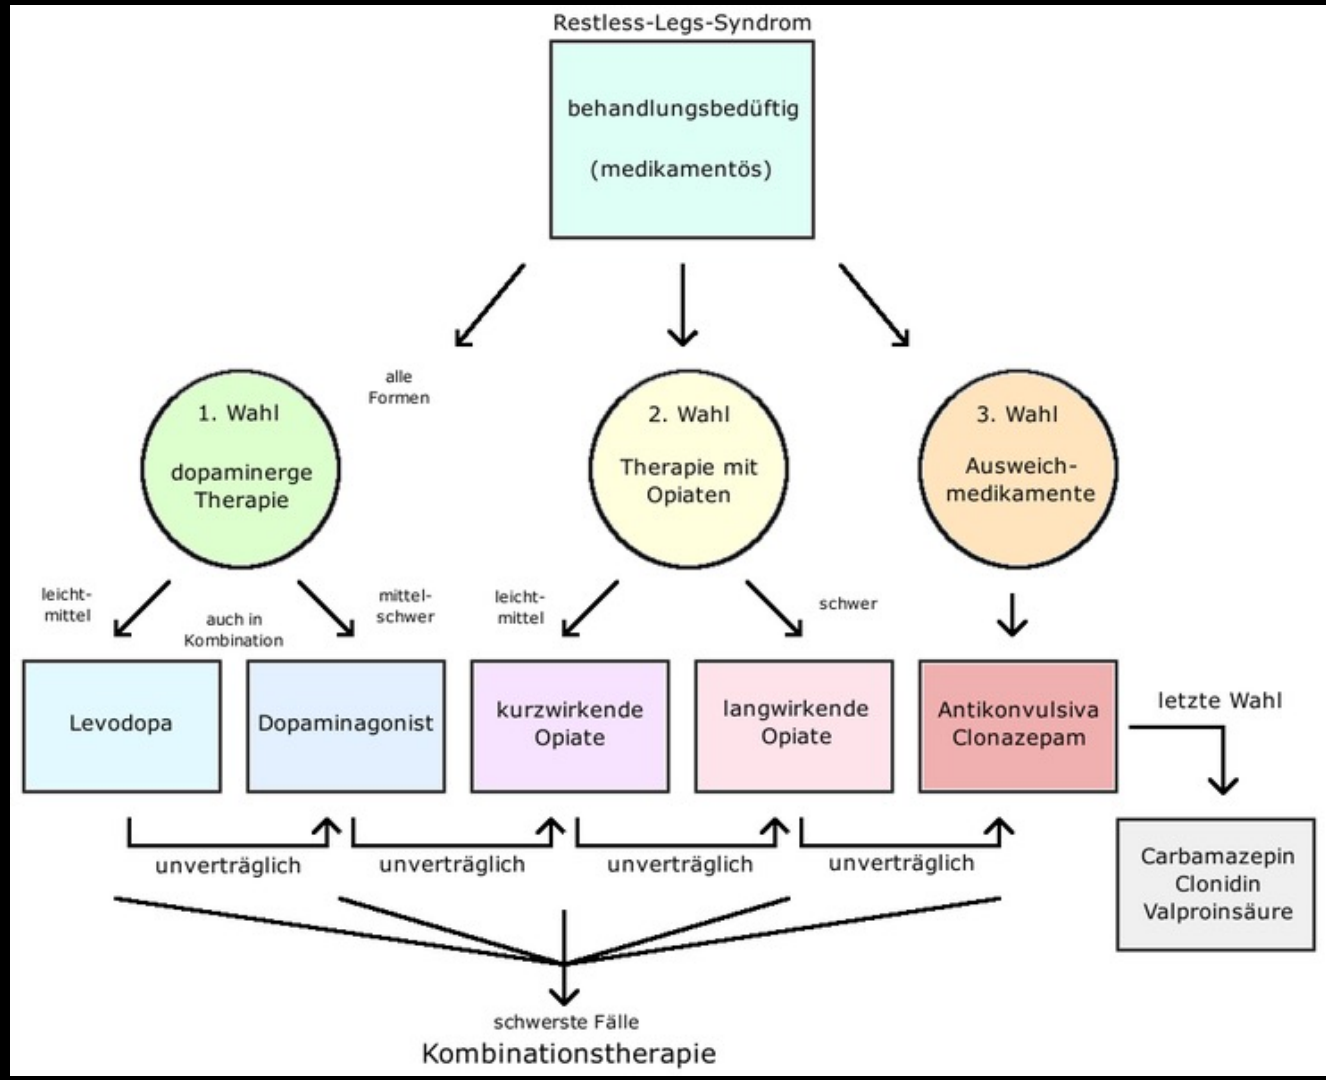 Restless-Legs-Syndrom
behandlungsbedüftig
(medikamentös)
alle
Formen
1. Wahl
dopaminerge
Therapie
2. Wahl
Therapie mit
Opiaten
3. Wahl
Ausweich-
medikamente
leicht-
mittel
auch in
Kombination
mittel-
schwer
leicht-
mittel
schwer
Levodopa
Dopaminagonist
kurzwirkende
Opiate
langwirkende
Opiate
Antikonvulsiva
Clonazepam
letzte Wahl
unverträglich
unverträglich
unverträglich
unverträglich
Carbamazepin
Clonidin
Valproinsäure
schwerste Fälle
Kombinationstherapie